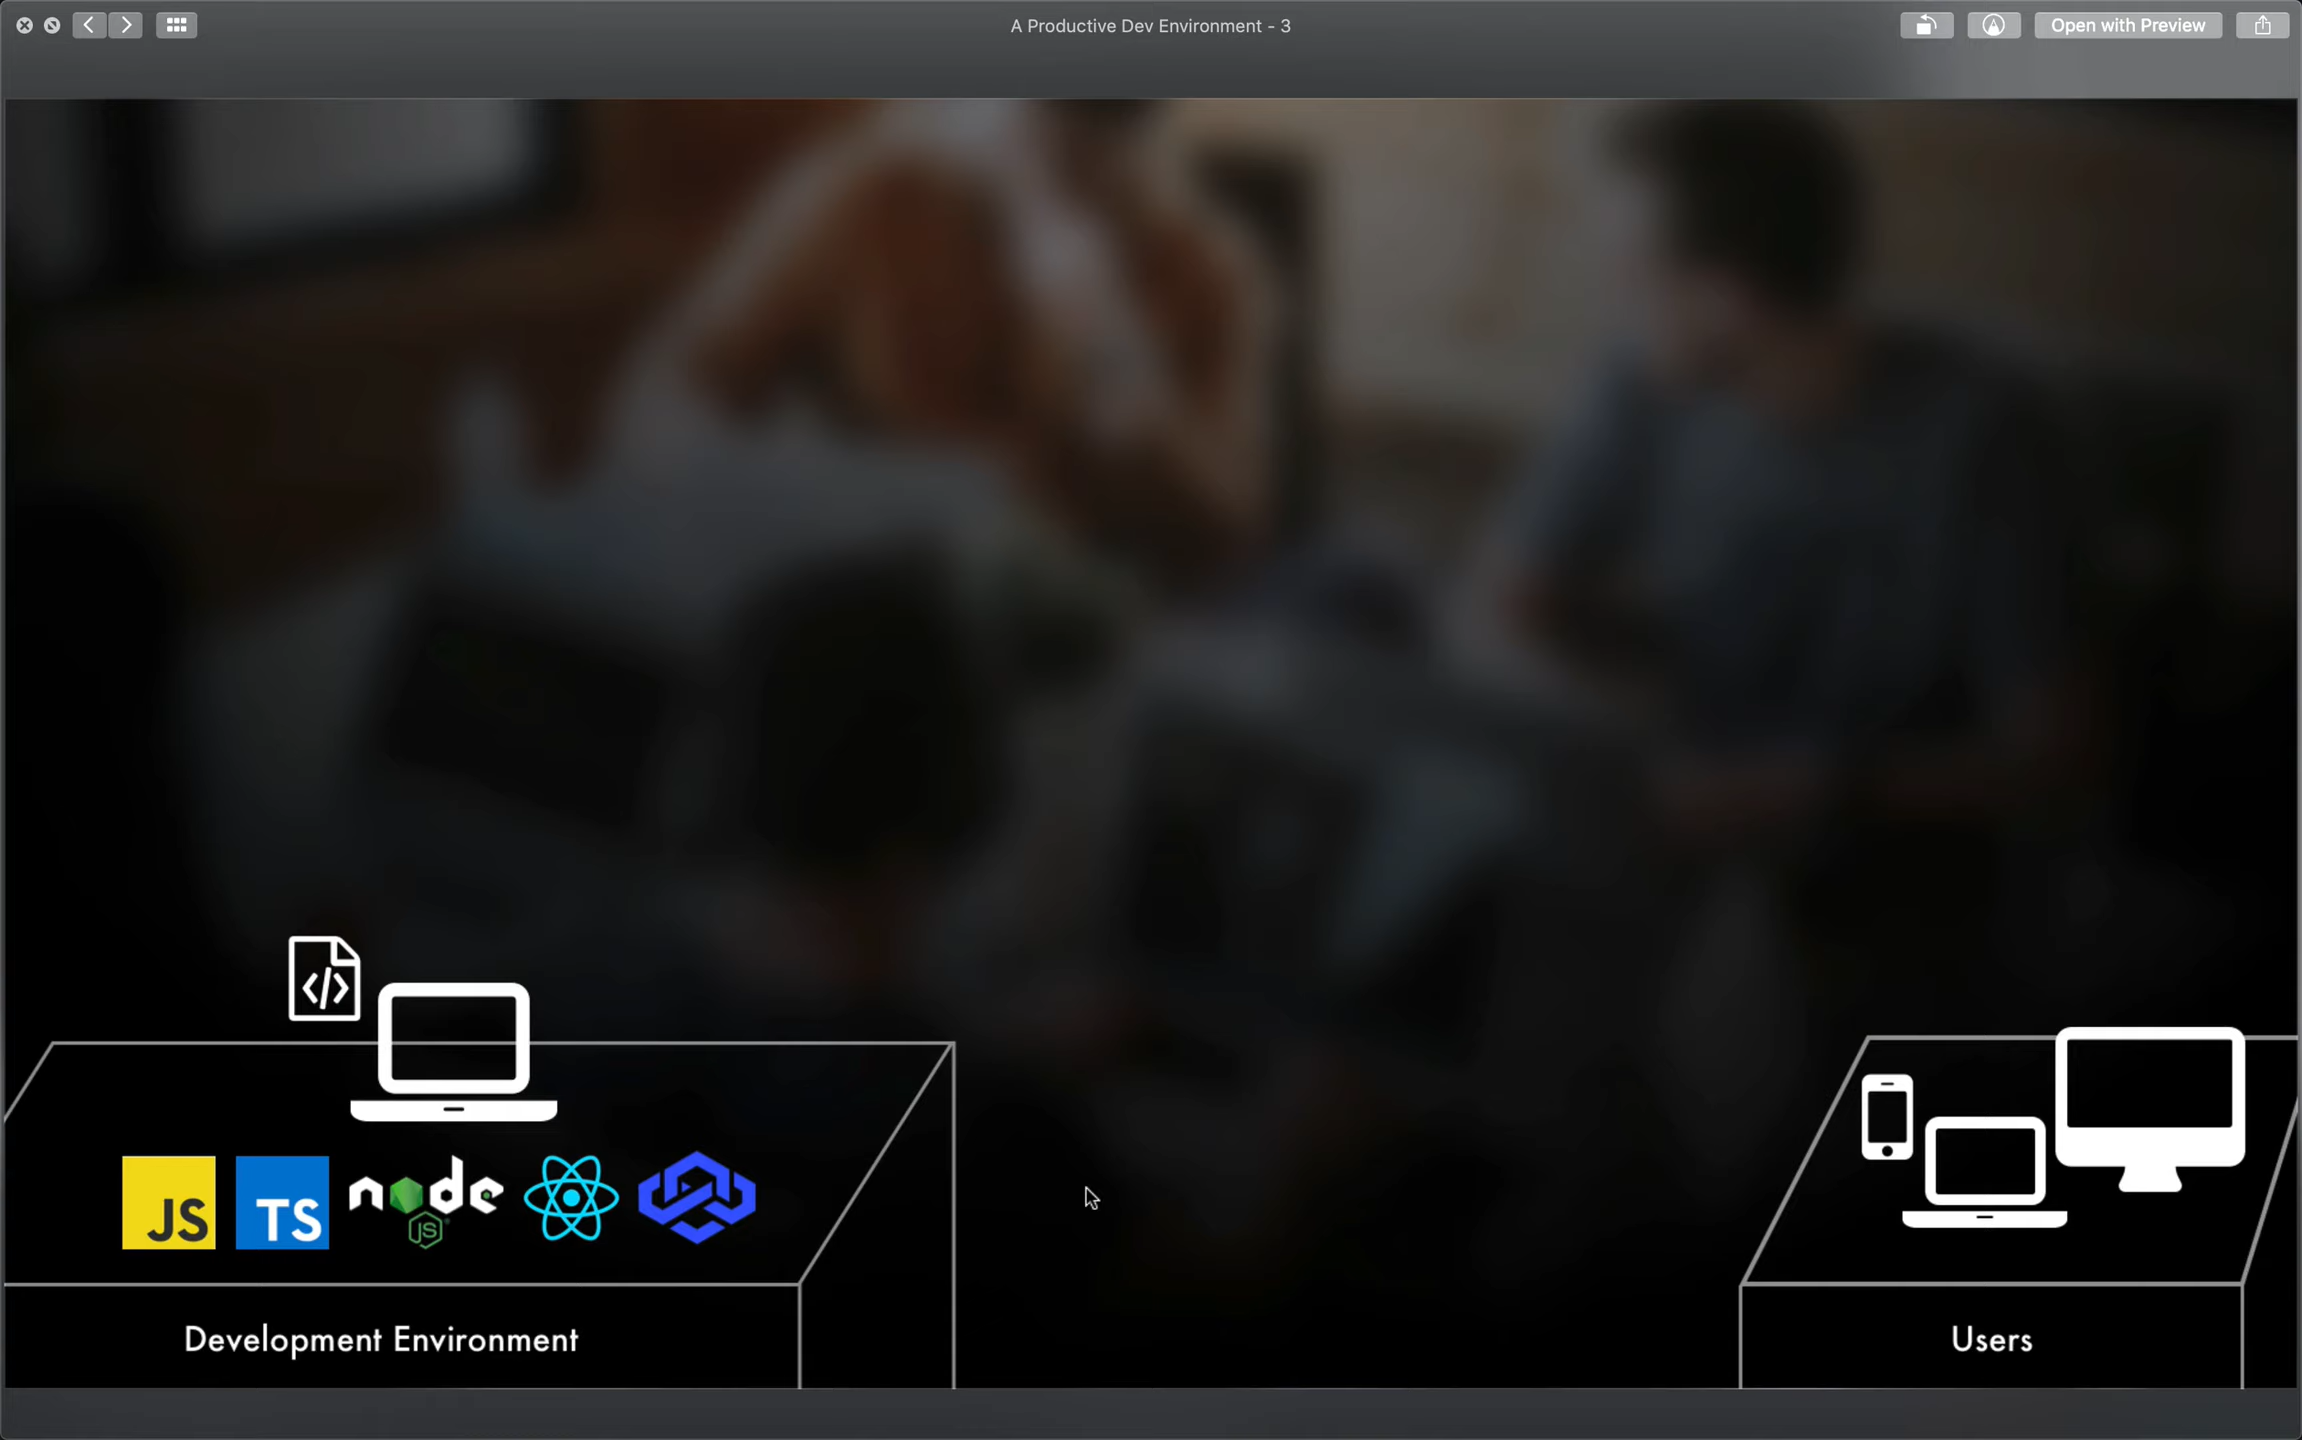 A Productive Dev Environment - 3
Open with Preview
</>
JS
TS
node
JS
Development Environment
Users